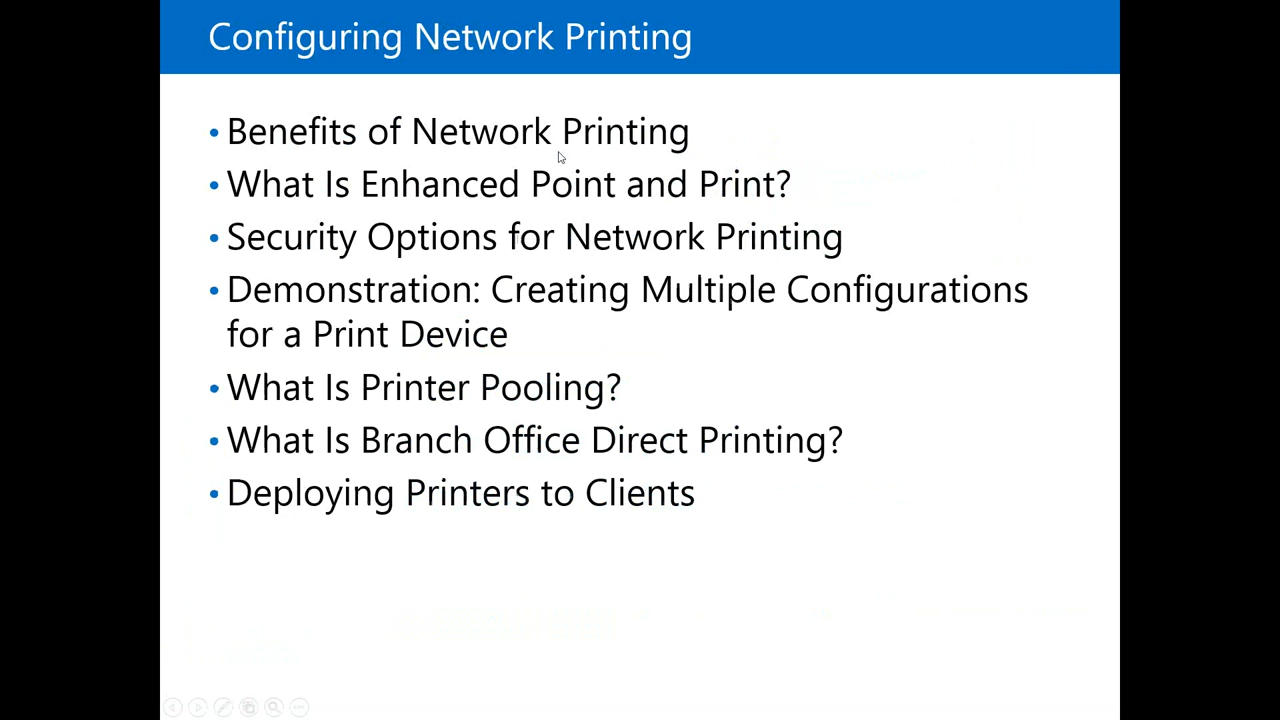 Configuring Network Printing
• Benefits of Network Printing
• What Is Enhanced Point and Print?
• Security Options for Network Printing
• Demonstration: Creating Multiple Configurations
for a Print Device
• What Is Printer Pooling?
• What Is Branch Office Direct Printing?
• Deploying Printers to Clients